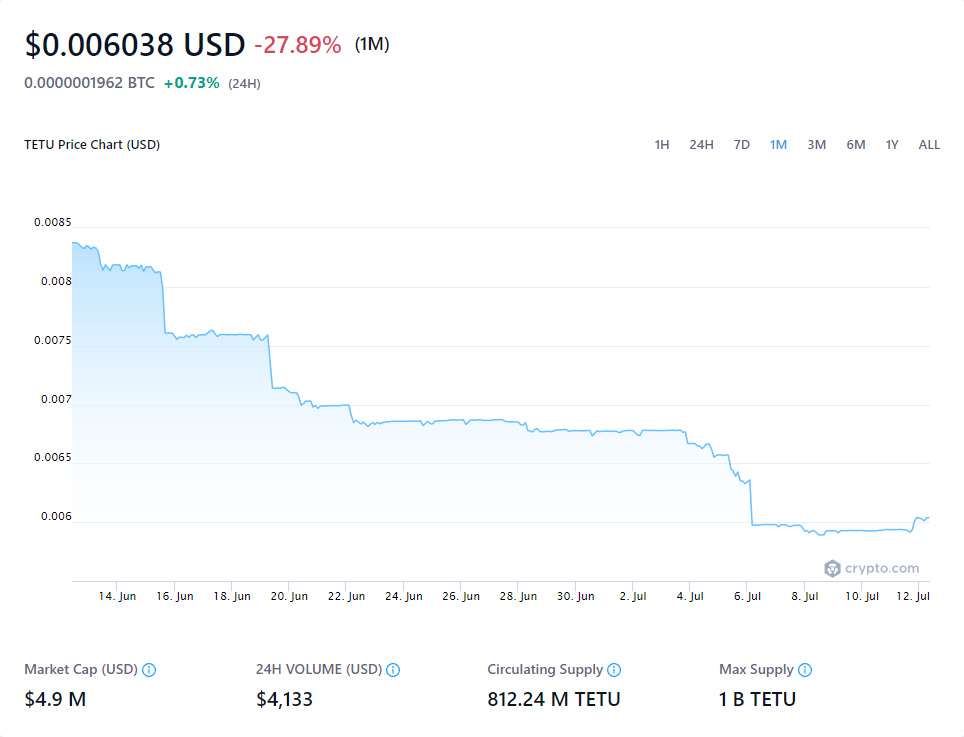 $0.006038 USD -27.89% (1M)
0.0000001962 BTC +0.73% (24H)
TETU Price Chart (USD) 1H 24H 7D 1M 3M 6M 1Y ALL
0.0085
0.008
0.0075
0.007
0.0065
0.006
crypto.com
14. Jun 16. Jun 18. Jun 20. Jun 22. Jun 24. Jun 26. Jun 28. Jun 30. Jun 2. Jul 4. Jul 6. Jul 8. Jul 10. Jul 12. Jul
Market Cap (USD) 24H VOLUME (USD) Circulating Supply Max Supply
$4.9 M $4,133 812.24 M TETU 1 B TETU